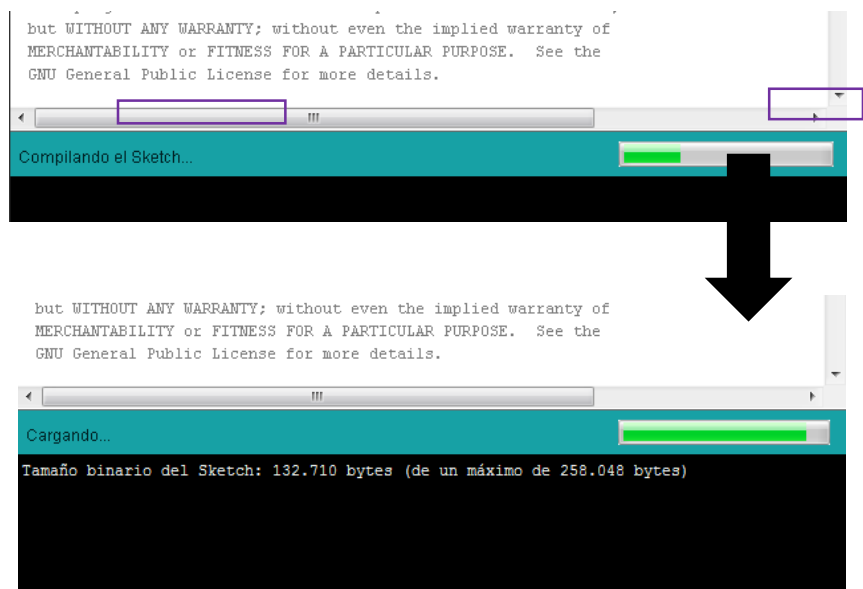 but WITHOUT ANY WARRANTY; without even the implied warranty of
MERCHANTABILITY or FITNESS FOR A PARTICULAR PURPOSE.  See the
GNU General Public License for more details.
Compilando el Sketch...
but WITHOUT ANY WARRANTY; without even the implied warranty of
MERCHANTABILITY or FITNESS FOR A PARTICULAR PURPOSE.  See the
GNU General Public License for more details.
Cargando...
Tamaño binario del Sketch: 132.710 bytes (de un máximo de 258.048 bytes)